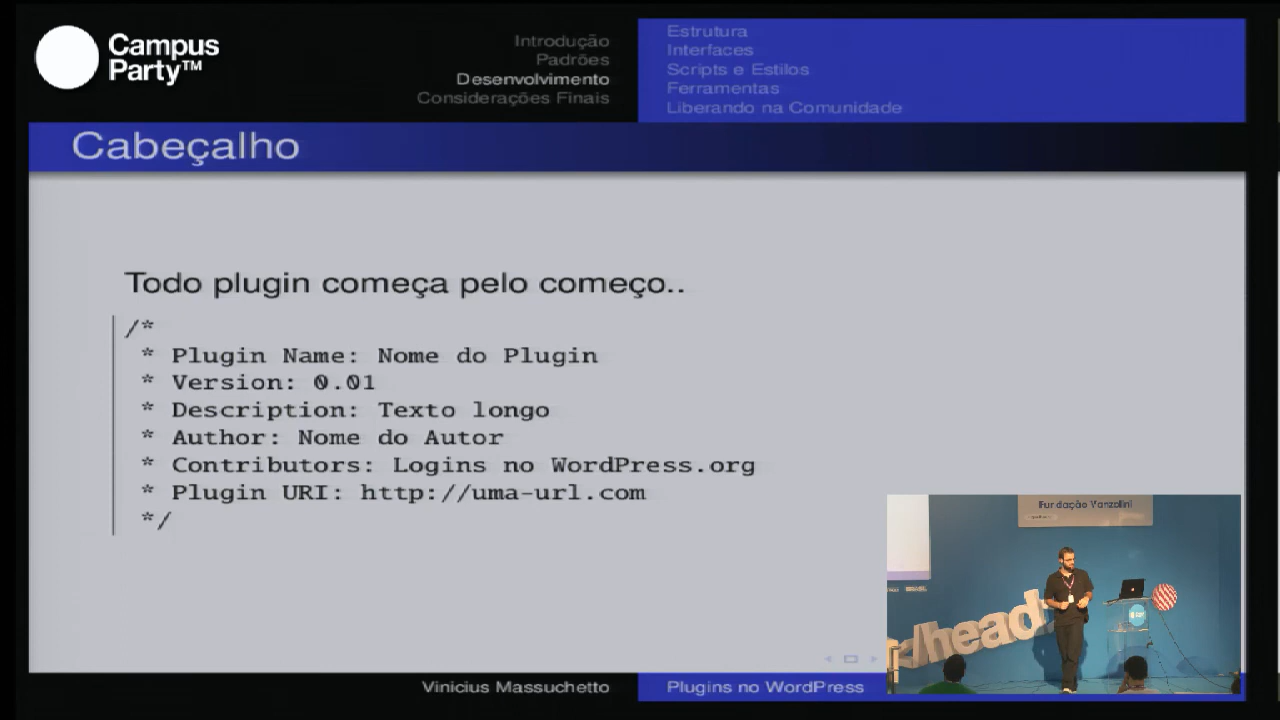 Campus
Party™
Introdução
Padrões
Desenvolvimento
Considerações Finais
Estrutura
Interfaces
Scripts e Estilos
Ferramentas
Liberando na Comunidade
Cabeçalho
Todo plugin começa pelo começo..
/*
* Plugin Name: Nome do Plugin
* Version: 0.01
* Description: Texto longo
* Author: Nome do Autor
* Contributors: Logins no WordPress.org
* Plugin URI: http://uma-url.com
*/
Fundação Vanzolini
/head>
Vinicius Massuchetto
Plugins no WordPress